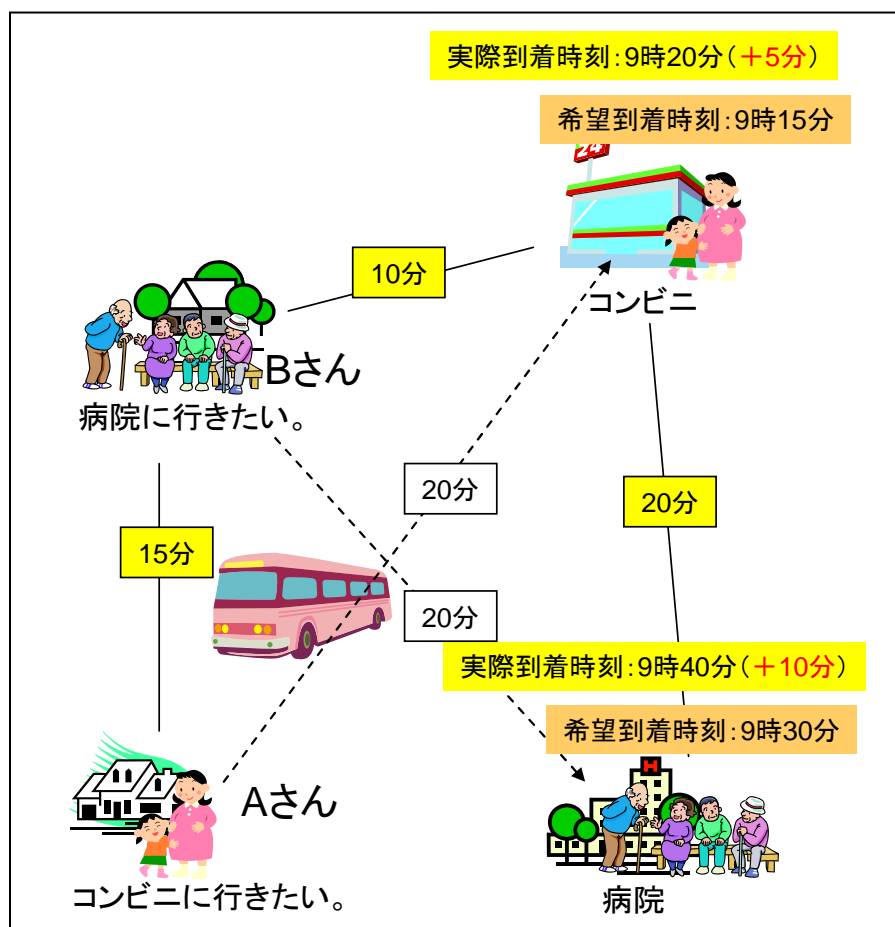 実際到着時刻:9時20分(+5分)
希望到着時刻:9時15分
24
コンビニ
10分
Bさん
病院に行きたい。
20分
20分
15分
20分
実際到着時刻:9時40分(+10分)
希望到着時刻:9時30分
H
Aさん
コンビニに行きたい。
病院